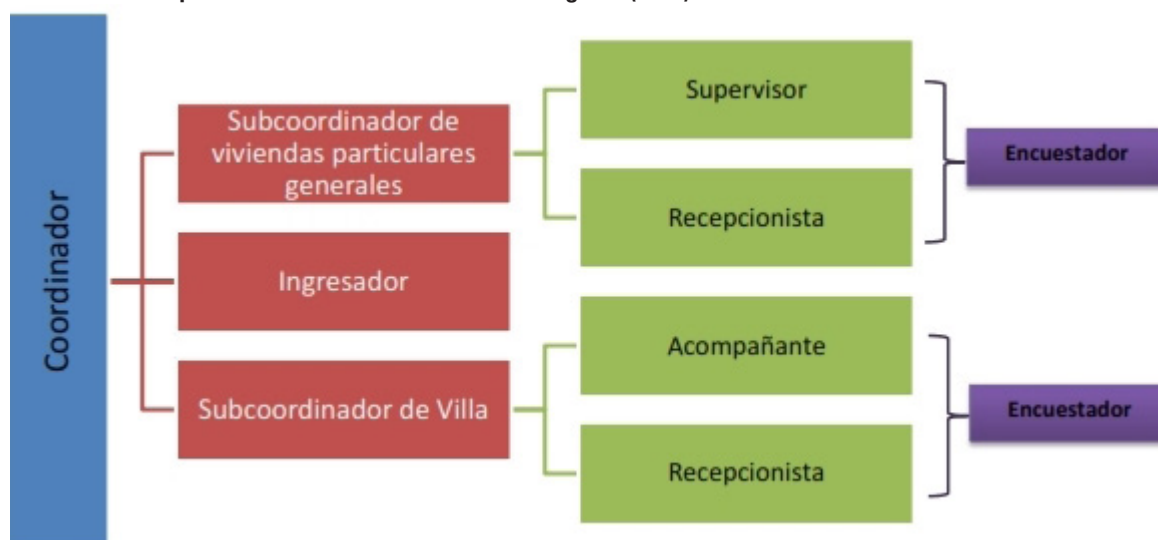 Coordinador
Subcoordinador de
viviendas particulares
generales
Ingresador
Subcoordinador de Villa
Supervisor
Recepcionista
Acompañante
Recepcionista
Encuestador
Encuestador